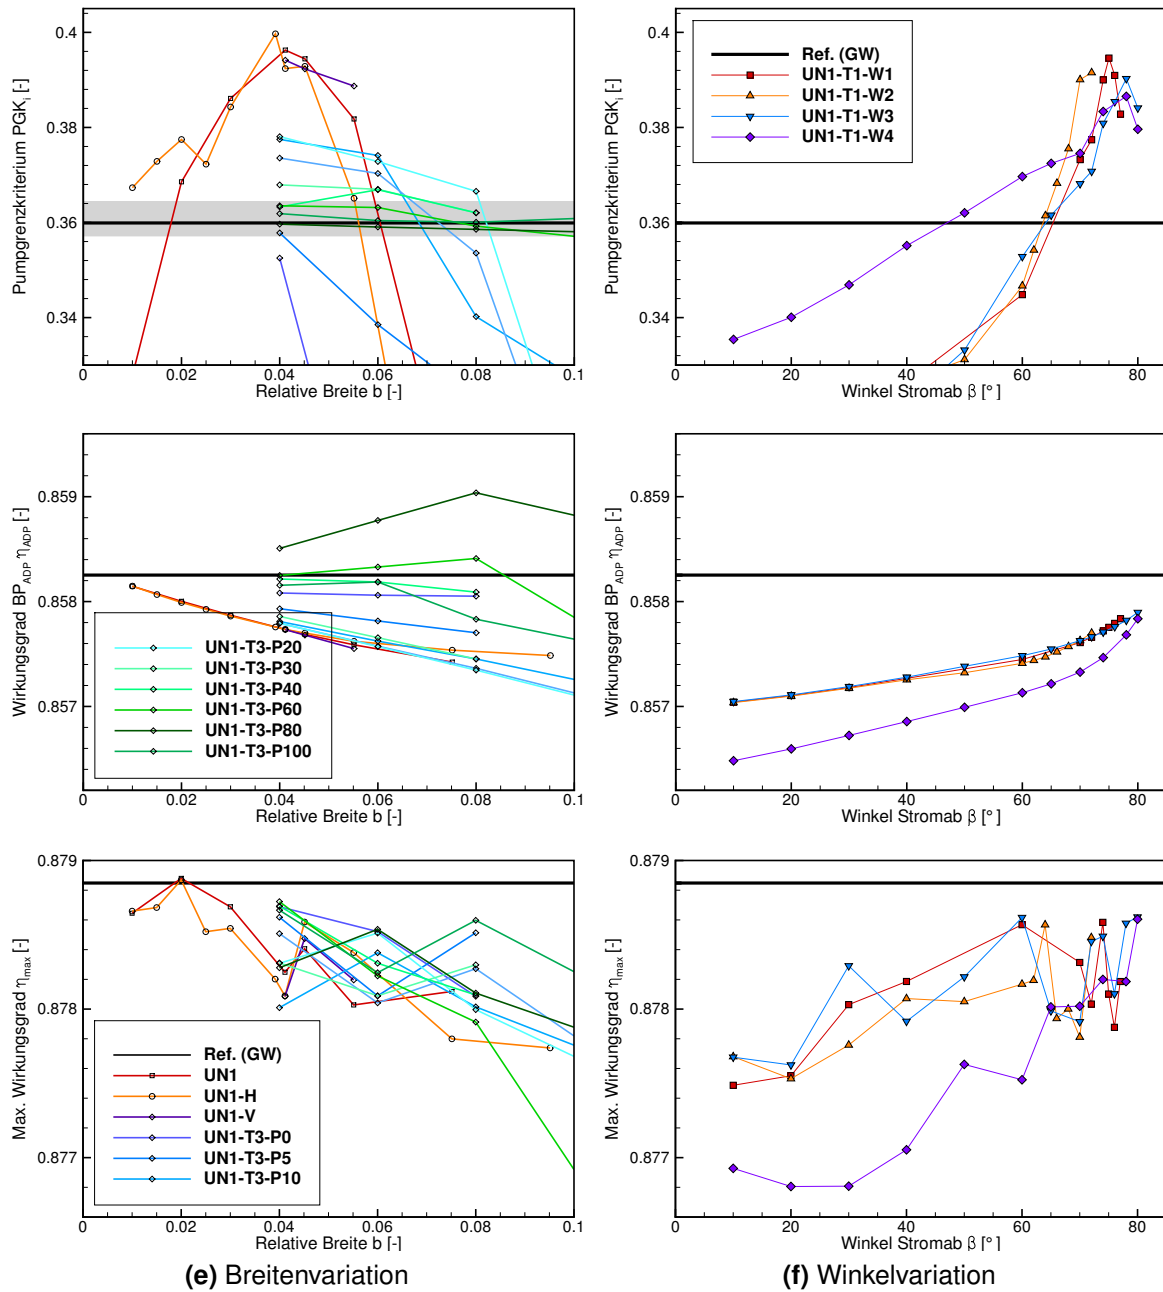 0.4
0.38
0.36
0.34
Pumpgrenzkriterium PGKi [-]
0
0.02
0.04
0.06
0.08
0.1
Relative Breite b [-]
0.4
0.38
0.36
0.34
Pumpgrenzkriterium PGKi [-]
Ref. (GW)
UN1-T1-W1
UN1-T1-W2
UN1-T1-W3
UN1-T1-W4
0
20
40
60
80
Winkel Stromab β [°]
0.859
0.858
0.857
Wirkungsgrad BP_ADP η_ADP [-]
UN1-T3-P20
UN1-T3-P30
UN1-T3-P40
UN1-T3-P60
UN1-T3-P80
UN1-T3-P100
0
0.02
0.04
0.06
0.08
0.1
Relative Breite b [-]
0.859
0.858
0.857
Wirkungsgrad BP_ADP η_ADP [-]
0
20
40
60
80
Winkel Stromab β [°]
0.879
0.878
0.877
Max. Wirkungsgrad η_max [-]
Ref. (GW)
UN1
UN1-H
UN1-V
UN1-T3-P0
UN1-T3-P5
UN1-T3-P10
0
0.02
0.04
0.06
0.08
0.1
Relative Breite b [-]
0.879
0.878
0.877
Max. Wirkungsgrad η_max [-]
0
20
40
60
80
Winkel Stromab β [°]
(e) Breitenvariation
(f) Winkelvariation